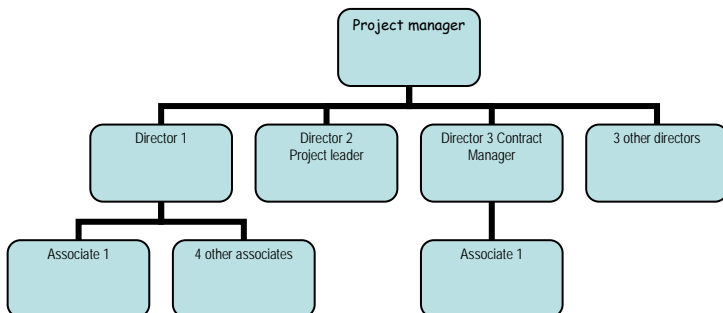 Project manager
Director 1
Director 2
Project leader
Director 3 Contract
Manager
3 other directors
Associate 1
4 other associates
Associate 1